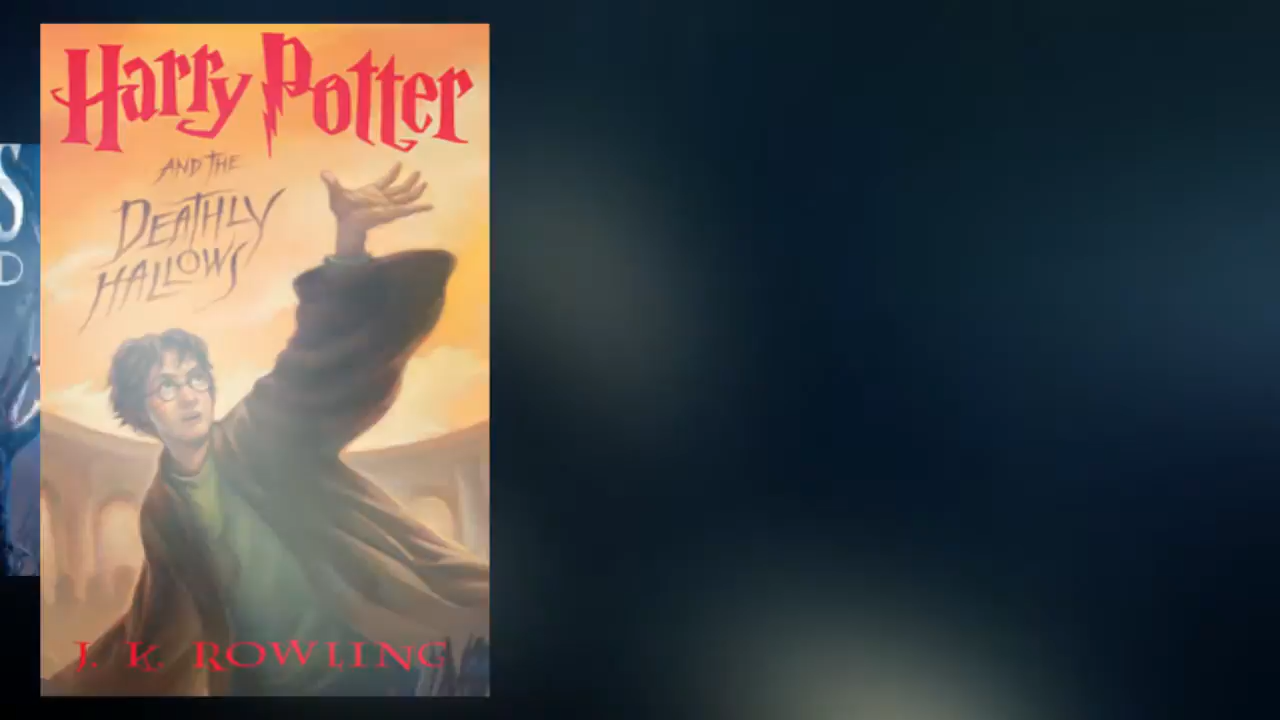 Harry Potter
AND THE
DEATHLY
HALLOWS
J. K. ROWLING
S
D